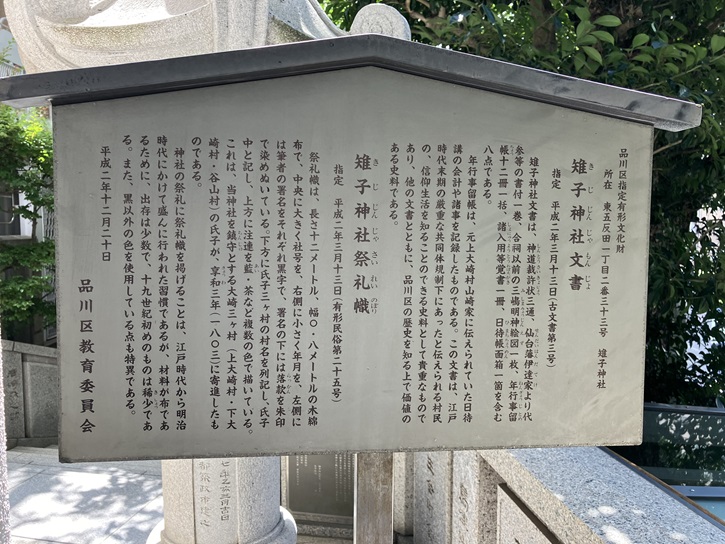 品川区指定有形文化財
所在　東五反田一丁目二番三十三号　雉子神社
雉子神社文書
き じ じん じゃ もん じょ
指定　平成二年三月十三日（古文書第三号）
雉子神社文書は、神道裁許状三通、仙台藩伊達家より代
参等の書付一巻、合祠以前の三嶋明神絵図一枚、年行事留
帳十二冊一括、諸入用等覚書一冊、日待帳面箱一箇を含む
八点である。
年行事留帳は、元上大崎村山崎家に伝えられていた日待
講の会計や諸事を記録したものである。この文書は、江戸
時代末期の厳重な共同体規制下にあったと伝えられる村民
の、信仰生活を知ることのできる史料として貴重なもので
あり、他の文書とともに、品川区の歴史を知る上で価値の
ある史料である。
雉子神社祭礼幟
き じ じん じゃ さい れい のぼり
指定　平成二年三月十三日（有形民俗第二十五号）
祭礼幟は、長さ十二メートル、幅〇・八メートルの木綿
布で、中央に大きく社号を、右側に小さく年月を、左側に
は筆者の署名をそれぞれ黒字で、署名の下には落款を朱印
で染めぬいている。下方に氏子三ヶ村の村名を列記し、氏子
中と記し、上方に注連を藍・茶など複数の色で描いている。
これは、当神社を鎮守とする大崎三ヶ村（上大崎村・下大
崎村・谷山村）の氏子が、享和三年（一八〇三）に寄進したも
のである。
神社の祭礼に祭礼幟を掲げることは、江戸時代から明治
時代にかけて盛んに行われた習慣であるが、材料が布であ
るために、出存は少数で、十九世紀初めのものは稀少であ
る。また、黒以外の色を使用している点も特異である。
平成二年十二月二十日
品川区教育委員会